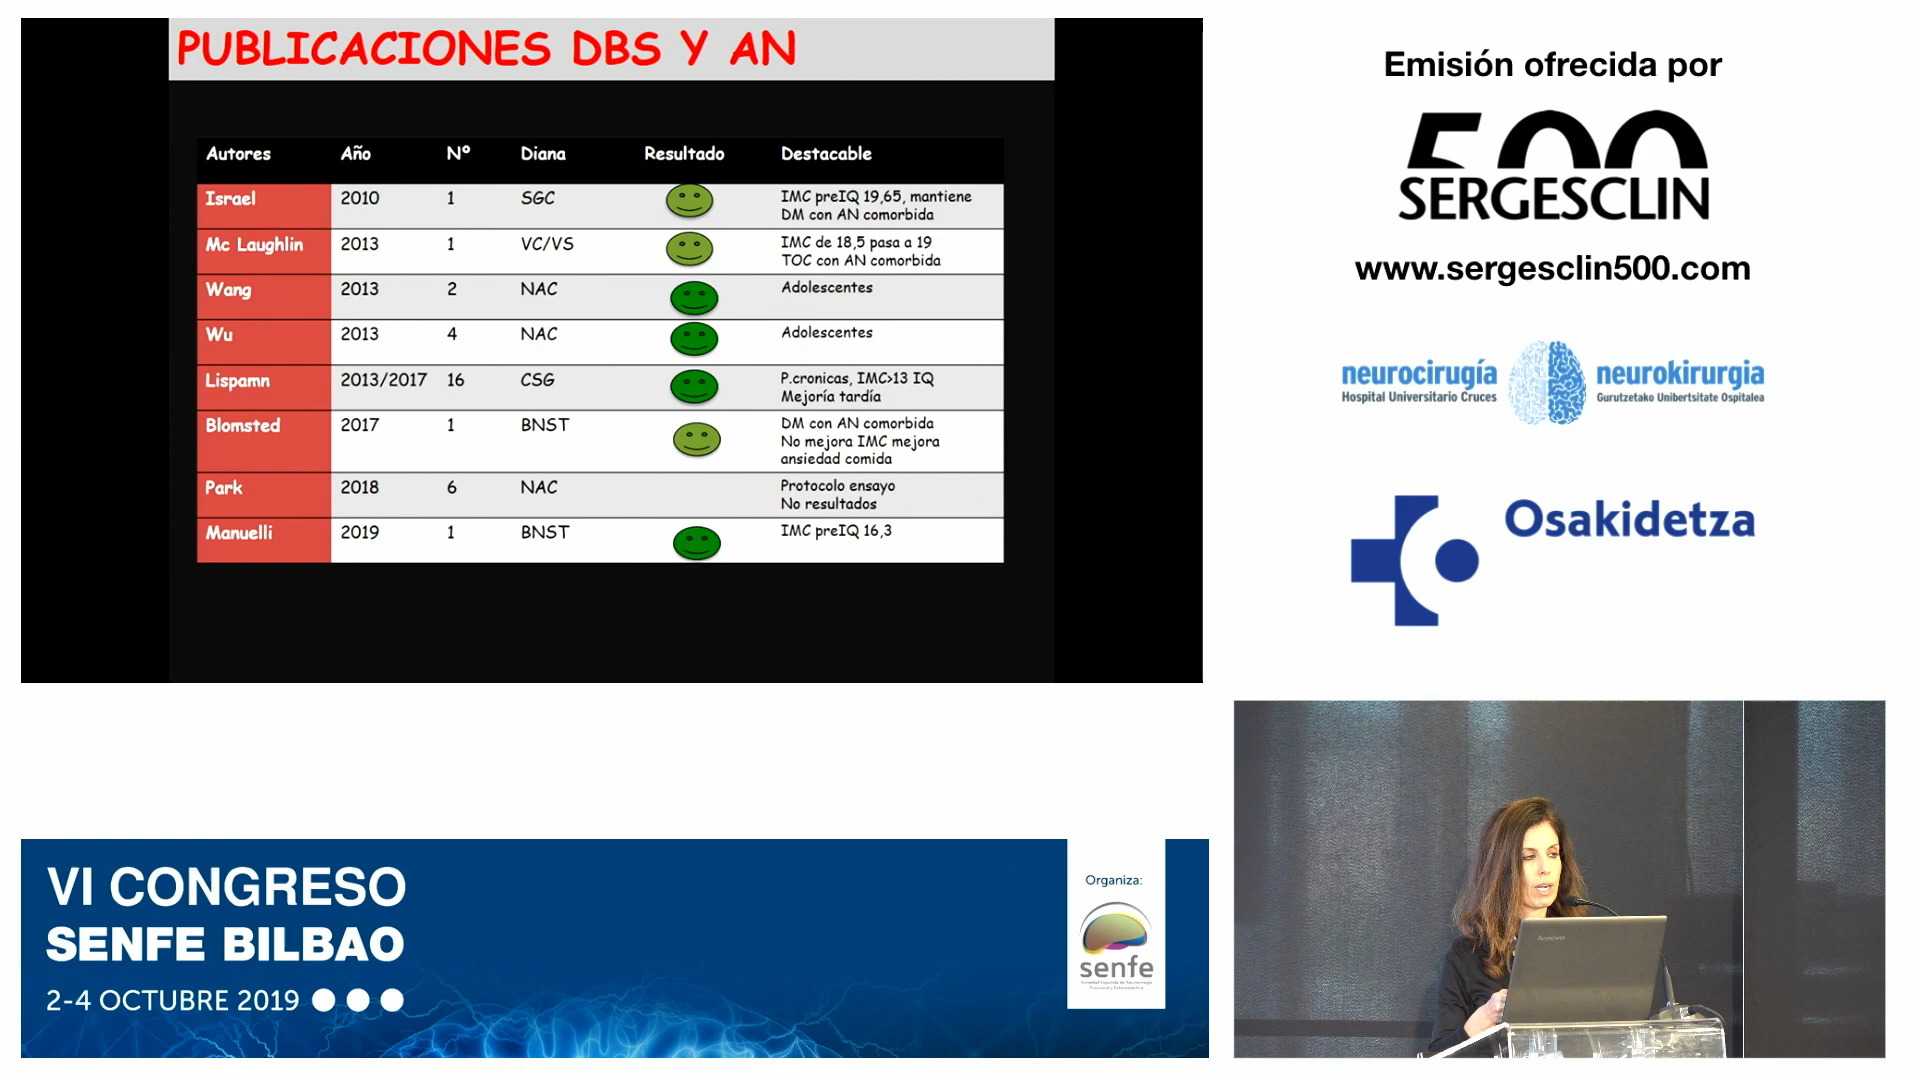 PUBLICACIONES DBS Y AN
Autores Año Nº Diana Resultado Destacable
Israel 2010 1 SGC IMC preIQ 19,65, mantiene
DM con AN comorbida
Mc Laughlin 2013 1 VC/VS IMC de 18,5 pasa a 19
TOC con AN comorbida
Wang 2013 2 NAC Adolescentes
Wu 2013 4 NAC Adolescentes
Lispamn 2013/2017 16 CSG P.cronicas, IMC>13 IQ
Mejoría tardía
Blomsted 2017 1 BNST DM con AN comorbida
No mejora IMC mejora
ansiedad comida
Park 2018 6 NAC Protocolo ensayo
No resultados
Manuelli 2019 1 BNST IMC preIQ 16,3
Emisión ofrecida por
500
SERGESCLIN
www.sergesclin500.com
neurocirugía
Hospital Universitario Cruces
neurokirurgia
Gurutzetako Unibertsitate Ospitalea
Osakidetza
VI CONGRESO
SENFE BILBAO
2-4 OCTUBRE 2019
Organiza:
senfe
lenovo